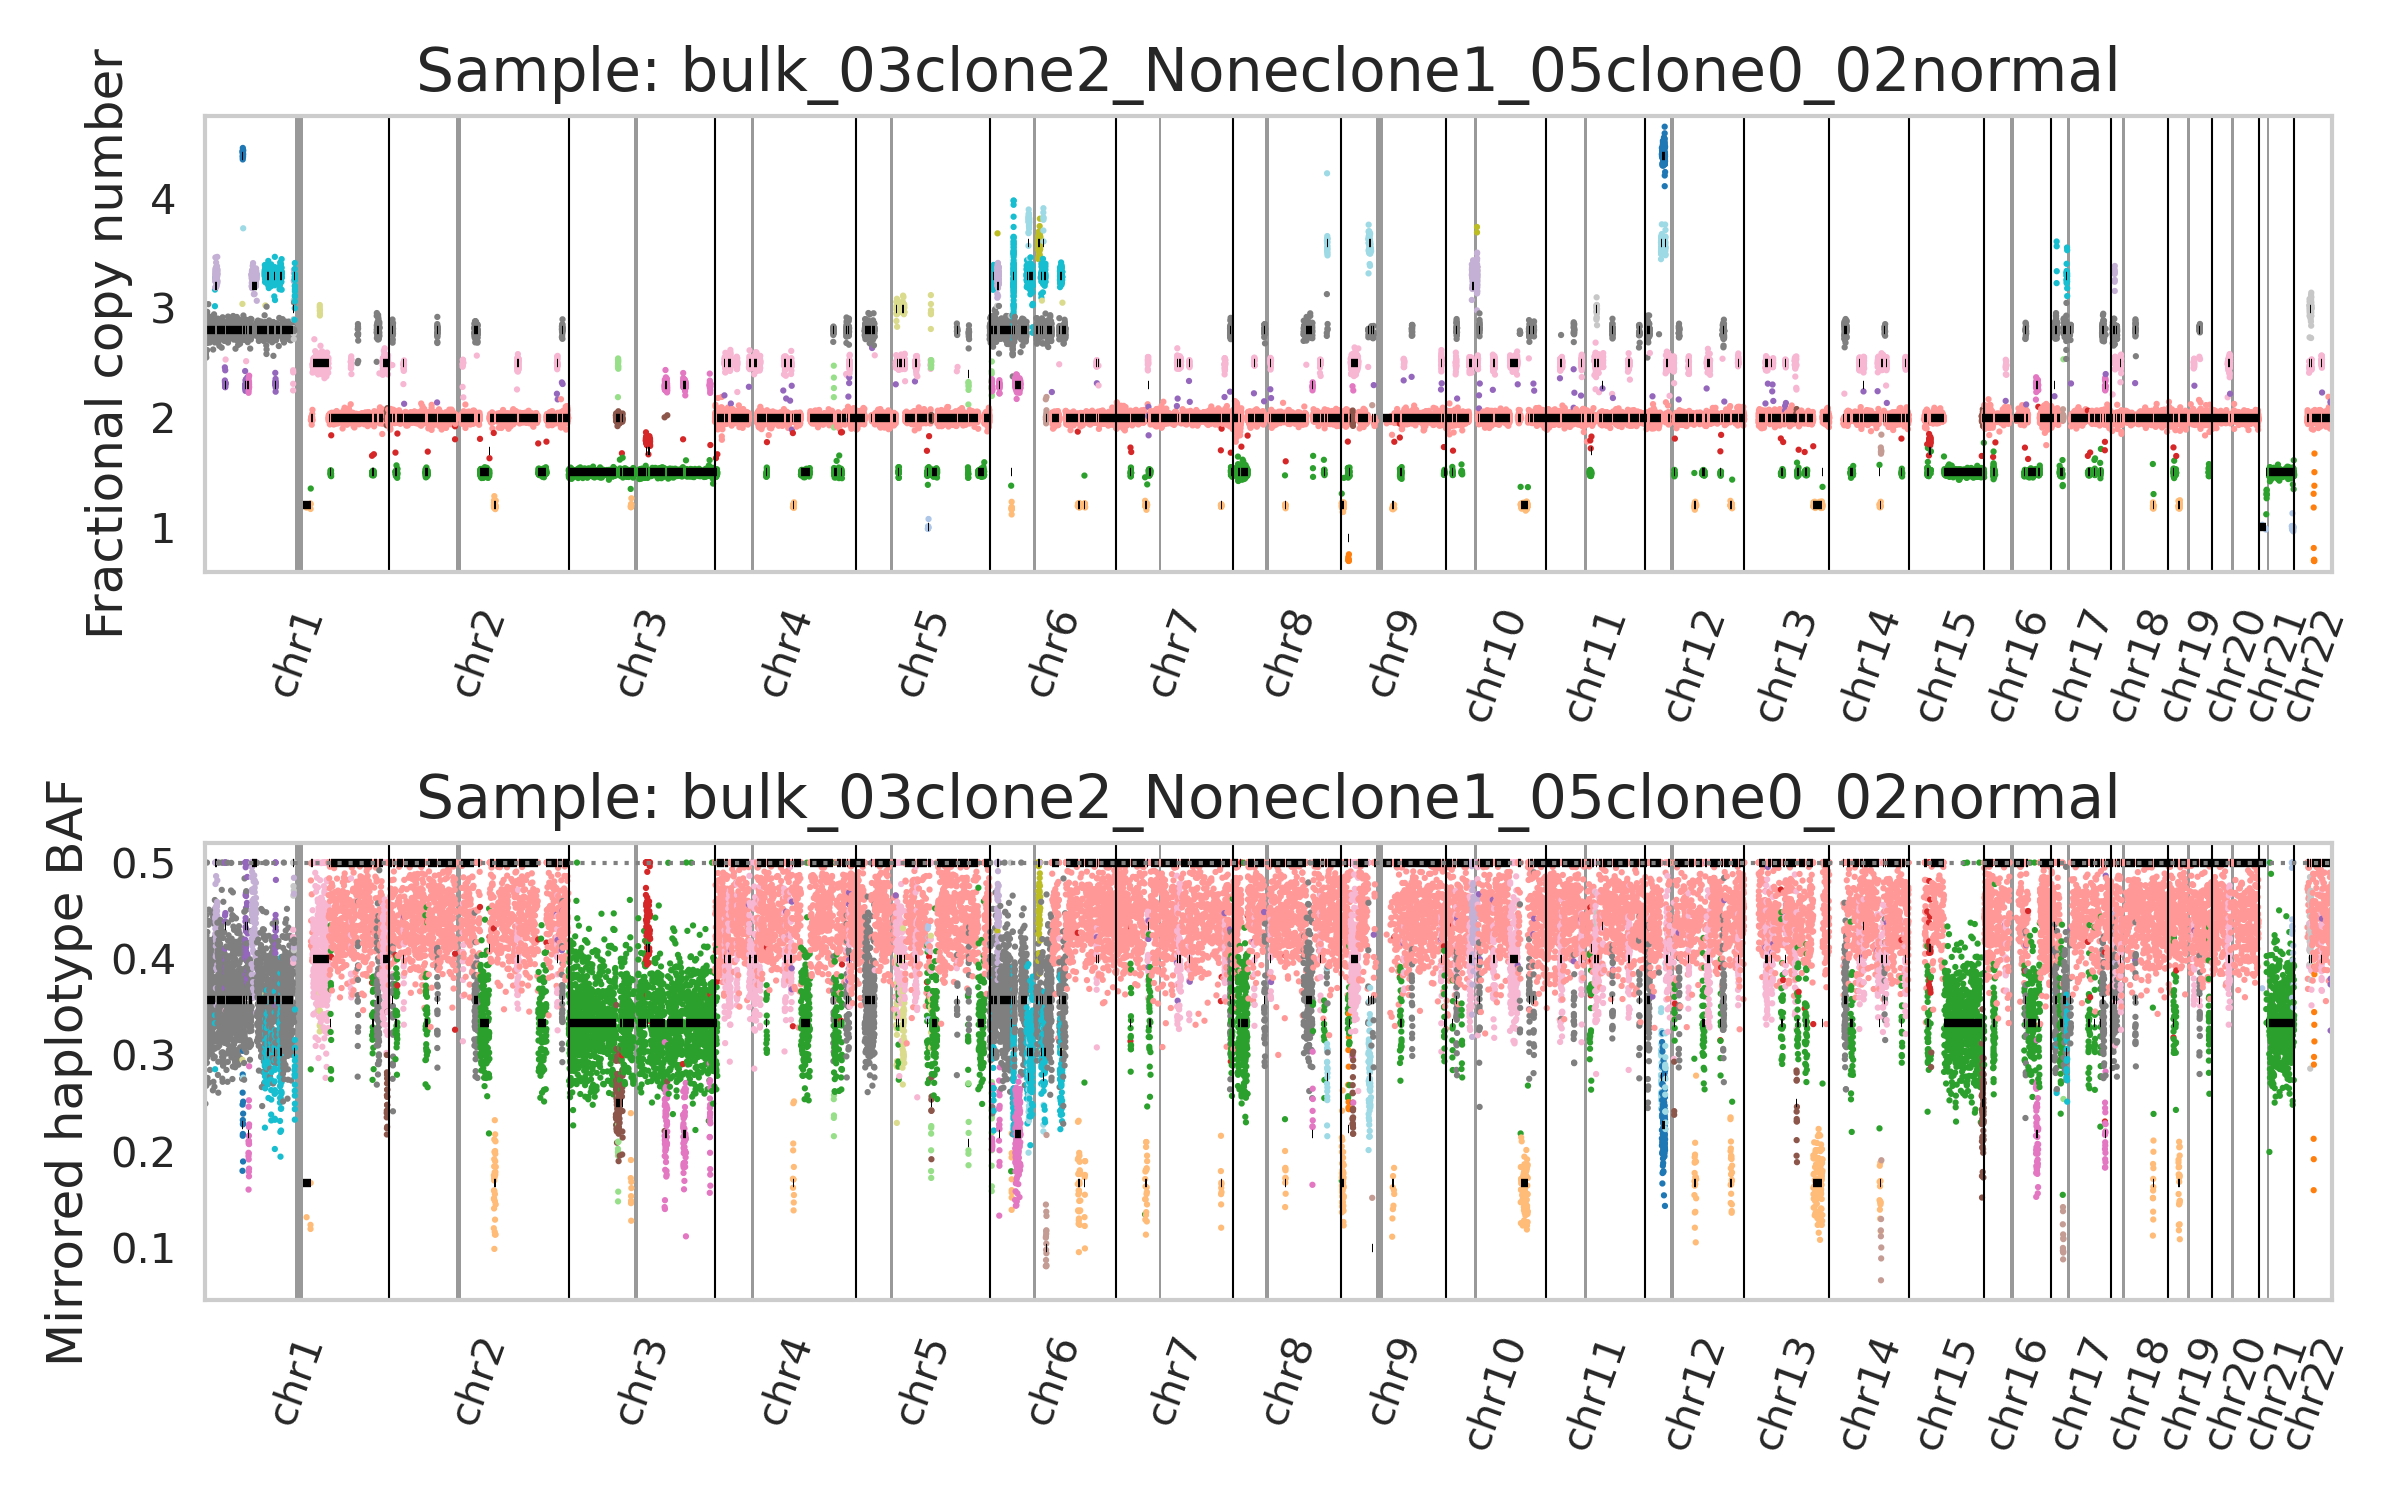 Sample: bulk_03clone2_Noneclone1_05clone0_02normal
Fractional copy number
4
3
2
1
chr1 chr2 chr3 chr4 chr5 chr6 chr7 chr8 chr9 chr10 chr11 chr12 chr13 chr14 chr15 chr16 chr17 chr18 chr19 chr20 chr21 chr22
Sample: bulk_03clone2_Noneclone1_05clone0_02normal
Mirrored haplotype BAF
0.5
0.4
0.3
0.2
0.1
chr1 chr2 chr3 chr4 chr5 chr6 chr7 chr8 chr9 chr10 chr11 chr12 chr13 chr14 chr15 chr16 chr17 chr18 chr19 chr20 chr21 chr22